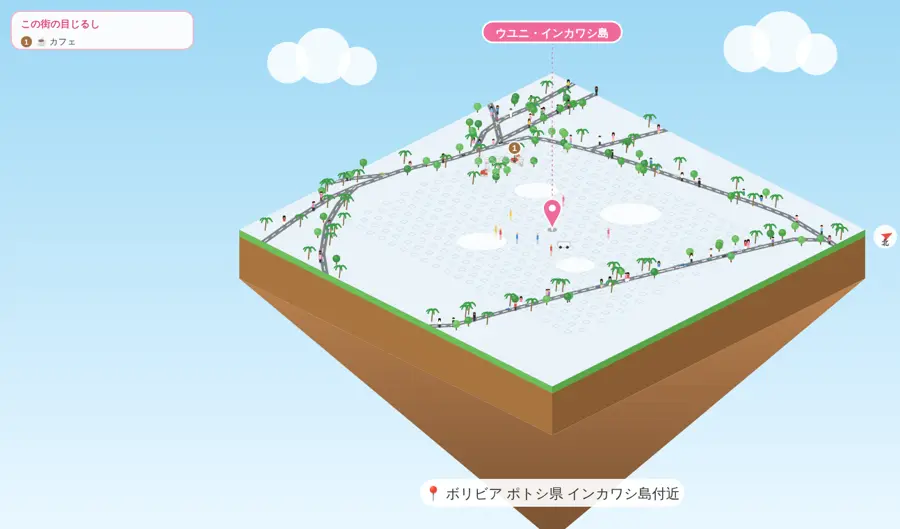 この街の目じるし
1 ☕ カフェ
ウユニ・インカワシ島
1
北
📍 ボリビア ポトシ県 インカワシ島付近